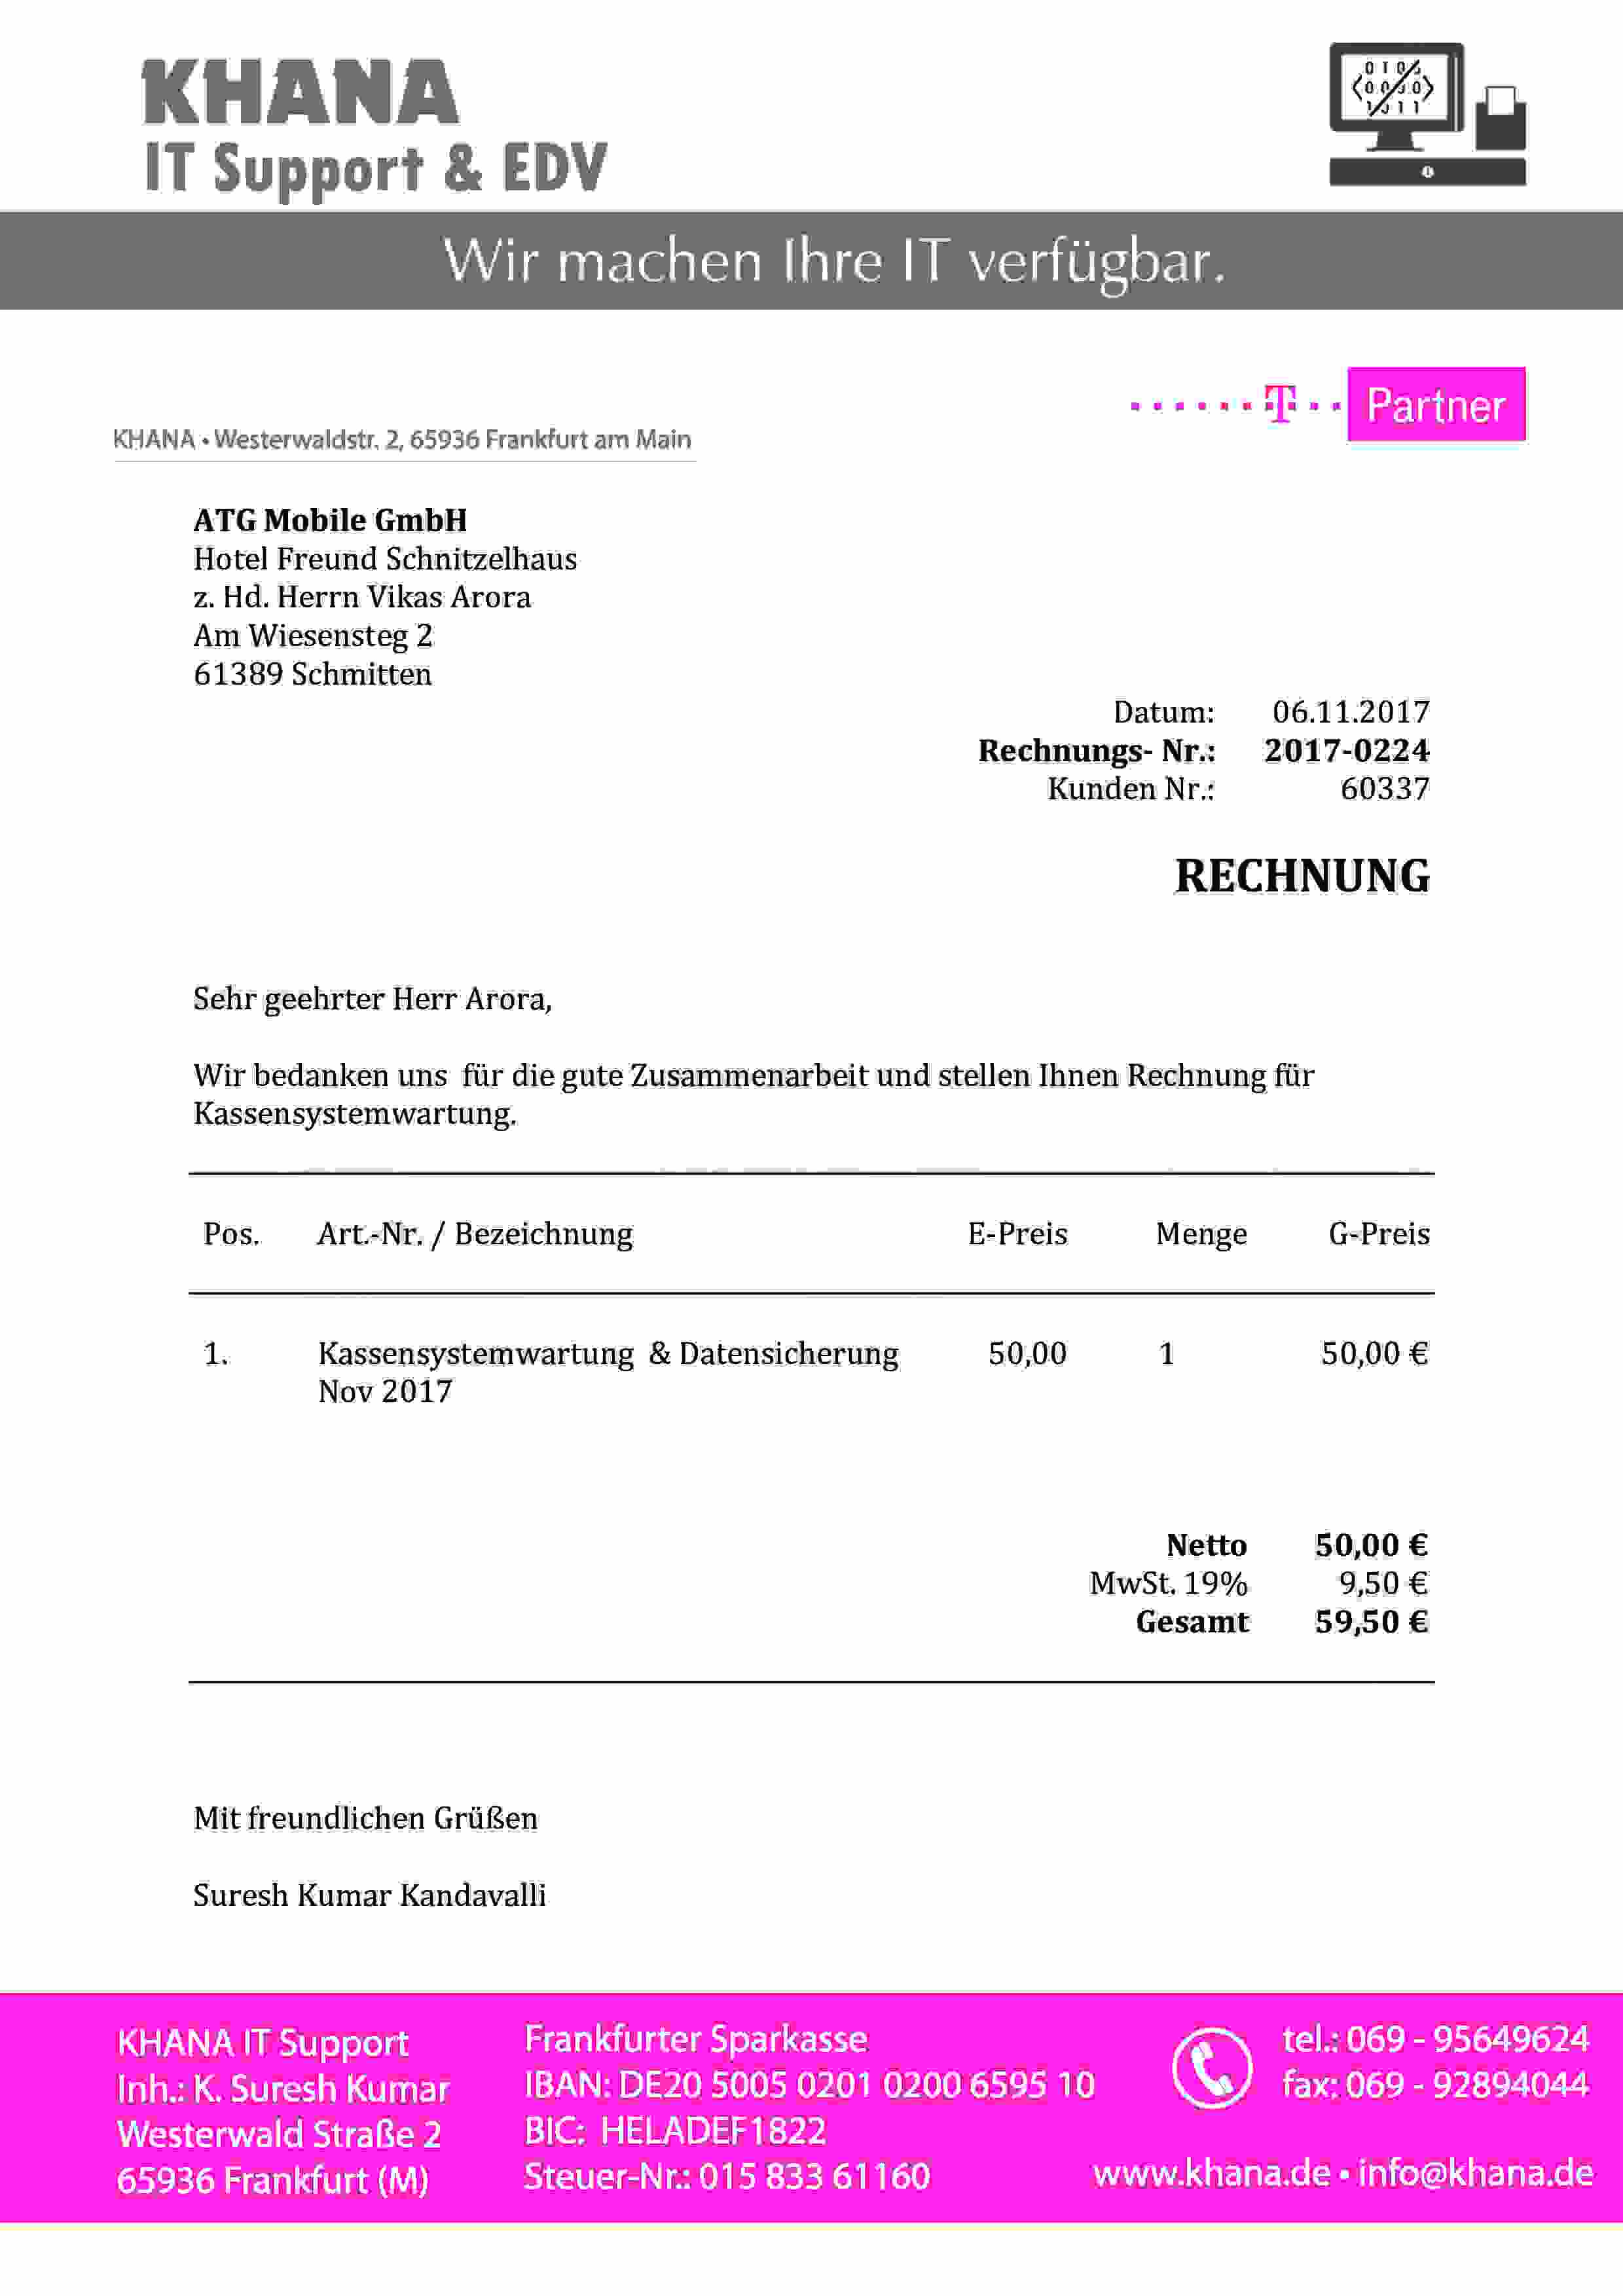 KHANA
IT Support & EDV
Wir machen Ihre IT verfügbar.
T Partner
KHANA • Westerwaldstr. 2, 65936 Frankfurt am Main
ATG Mobile GmbH
Hotel Freund Schnitzelhaus
z. Hd. Herrn Vikas Arora
Am Wiesensteg 2
61389 Schmitten
Datum: 06.11.2017
Rechnungs- Nr.: 2017-0224
Kunden Nr.: 60337
RECHNUNG
Sehr geehrter Herr Arora,
Wir bedanken uns für die gute Zusammenarbeit und stellen Ihnen Rechnung für
Kassensystemwartung.
Pos. Art.-Nr. / Bezeichnung E-Preis Menge G-Preis
1. Kassensystemwartung & Datensicherung 50,00 1 50,00 €
Nov 2017
Netto 50,00 €
MwSt. 19% 9,50 €
Gesamt 59,50 €
Mit freundlichen Grüßen
Suresh Kumar Kandavalli
KHANA IT Support
Inh.: K. Suresh Kumar
Westerwald Straße 2
65936 Frankfurt (M)
Frankfurter Sparkasse
IBAN: DE20 5005 0201 0200 6595 10
BIC: HELADEF1822
Steuer-Nr.: 015 833 61160
tel.: 069 - 95649624
fax: 069 - 92894044
www.khana.de • info@khana.de